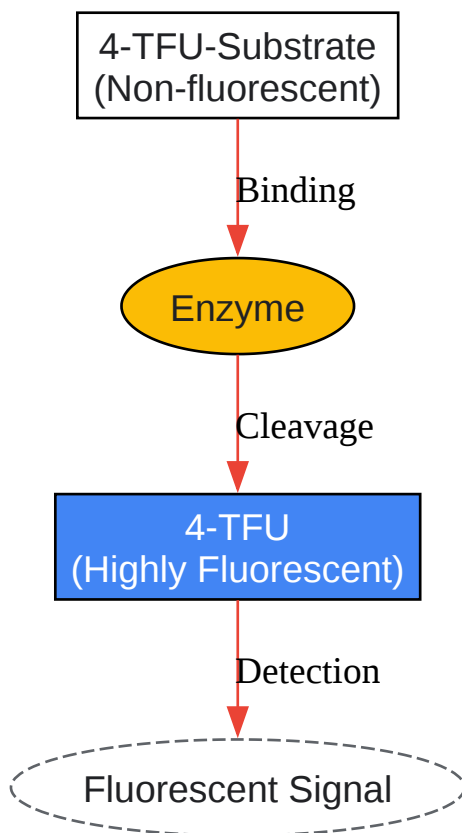 4-TFU-Substrate
(Non-fluorescent)
Binding
Enzyme
Cleavage
4-TFU
(Highly Fluorescent)
Detection
Fluorescent Signal